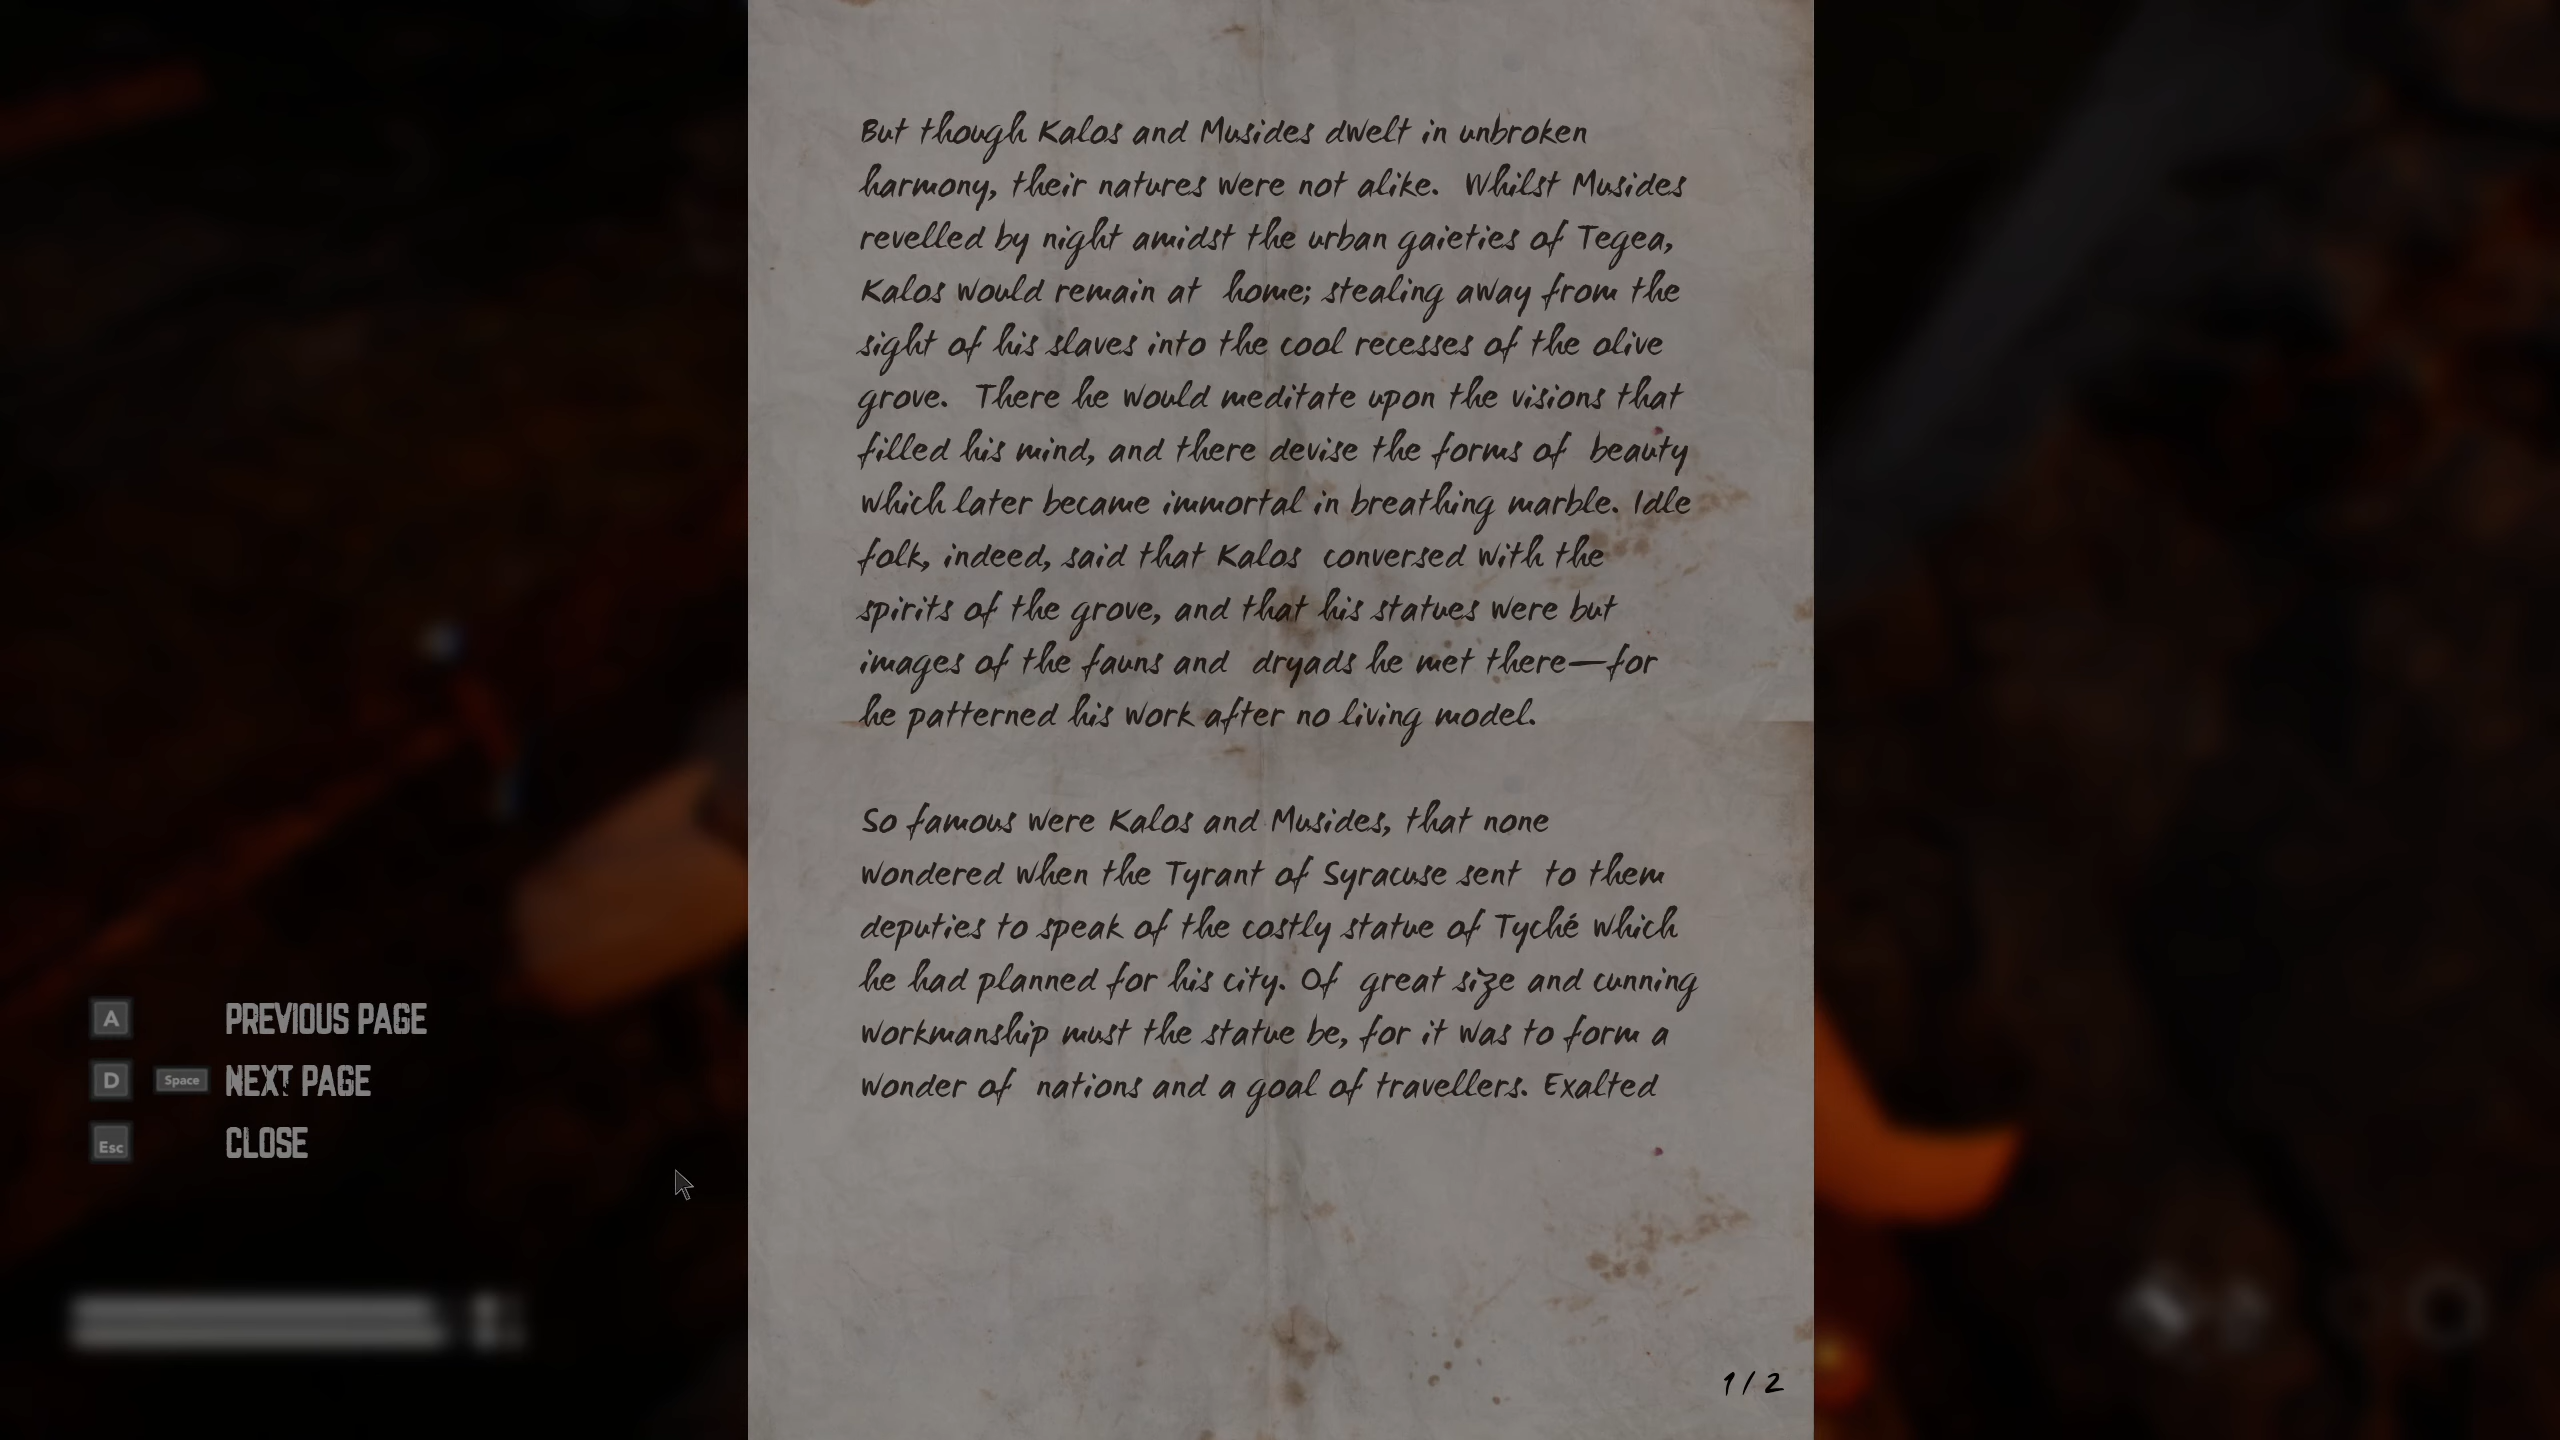 But though Kalos and Musides dwelt in unbroken
harmony, their natures were not alike. Whilst Musides
revelled by night amidst the urban gaieties of Tegea,
Kalos would remain at home; stealing away from the
sight of his slaves into the cool recesses of the olive
grove. There he would meditate upon the visions that
filled his mind, and there devise the forms of beauty
which later became immortal in breathing marble. Idle
folk, indeed, said that Kalos conversed with the
spirits of the grove, and that his statues were but
images of the fauns and dryads he met there—for
he patterned his work after no living model.
So famous were Kalos and Musides, that none
wondered when the Tyrant of Syracuse sent to them
deputies to speak of the costly statue of Tyché which
he had planned for his city. Of great size and cunning
workmanship must the statue be, for it was to form a
wonder of nations and a goal of travellers. Exalted
1/2
A PREVIOUS PAGE
D Space NEXT PAGE
Esc CLOSE